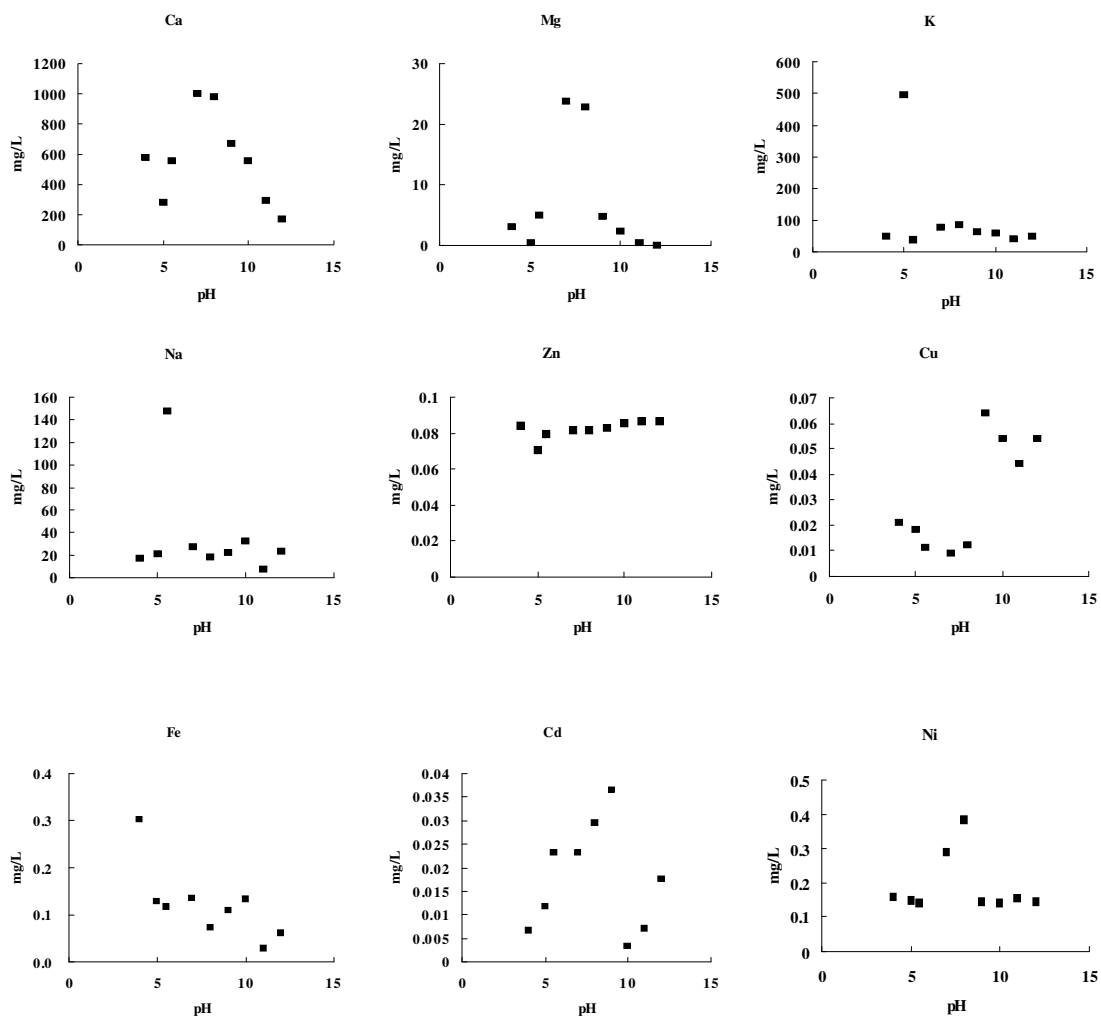 Ca
1200
1000
800
600
400
200
0
mg/L
0 5 10 15
pH
Mg
30
20
10
0
mg/L
0 5 10 15
pH
K
600
500
400
300
200
100
0
mg/L
0 5 10 15
pH
Na
160
140
120
100
80
60
40
20
0
mg/L
0 5 10 15
pH
Zn
0.1
0.08
0.06
0.04
0.02
0
mg/L
0 5 10 15
pH
Cu
0.07
0.06
0.05
0.04
0.03
0.02
0.01
0
mg/L
0 5 10 15
pH
Fe
0.4
0.3
0.2
0.1
0.0
mg/L
0 5 10 15
pH
Cd
0.04
0.035
0.03
0.025
0.02
0.015
0.01
0.005
0
mg/L
0 5 10 15
pH
Ni
0.5
0.4
0.3
0.2
0.1
0
mg/L
0 5 10 15
pH